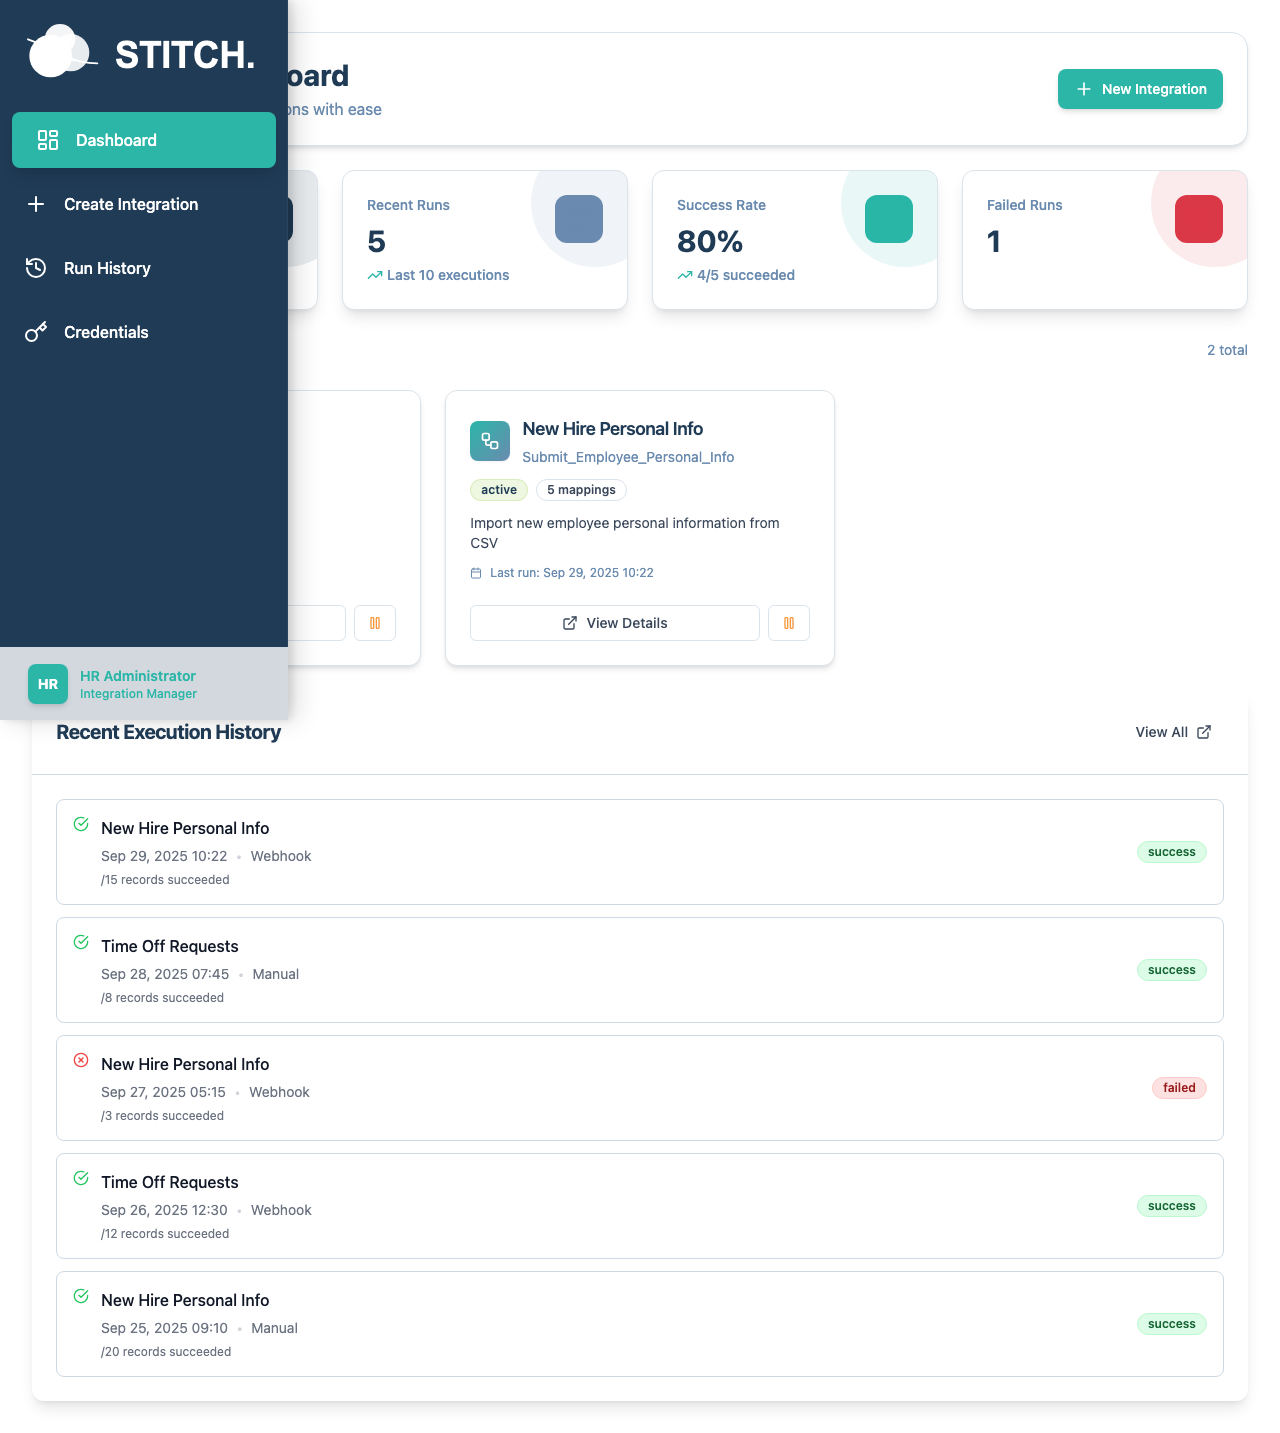 STITCH.
Dashboard
Create Integration
Run History
Credentials
HR
HR Administrator
Integration Manager
oard
ons with ease
New Integration
Recent Runs
5
Last 10 executions
Success Rate
80%
4/5 succeeded
Failed Runs
1
2 total
New Hire Personal Info
Submit_Employee_Personal_Info
active
5 mappings
Import new employee personal information from
CSV
Last run: Sep 29, 2025 10:22
View Details
Recent Execution History
View All
New Hire Personal Info
Sep 29, 2025 10:22 • Webhook
/15 records succeeded
success
Time Off Requests
Sep 28, 2025 07:45 • Manual
/8 records succeeded
success
New Hire Personal Info
Sep 27, 2025 05:15 • Webhook
/3 records succeeded
failed
Time Off Requests
Sep 26, 2025 12:30 • Webhook
/12 records succeeded
success
New Hire Personal Info
Sep 25, 2025 09:10 • Manual
/20 records succeeded
success